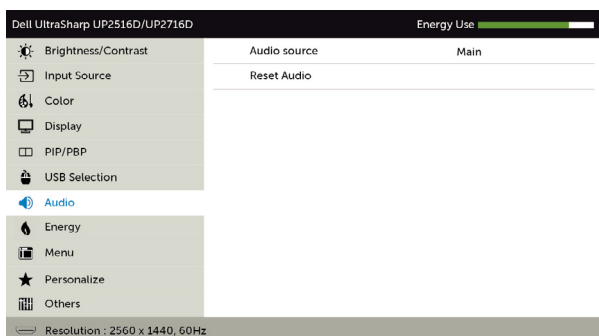 Dell UltraSharp UP2516D/UP2716D Energy Use
Brightness/Contrast Audio source Main
Input Source Reset Audio
Color
Display
PIP/PBP
USB Selection
Audio
Energy
Menu
Personalize
Others
Resolution : 2560 x 1440, 60Hz